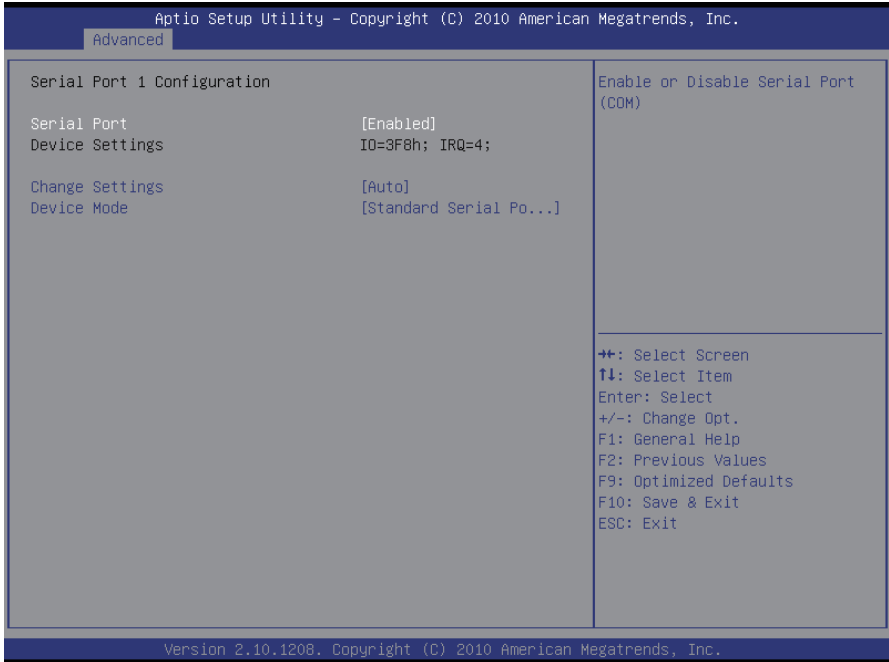 Aptio Setup Utility – Copyright (C) 2010 American Megatrends, Inc.
Advanced
Serial Port 1 Configuration
Serial Port [Enabled]
Device Settings IO=3F8h; IRQ=4;
Change Settings [Auto]
Device Mode [Standard Serial Po...]
Enable or Disable Serial Port
(COM)
→←: Select Screen
↑↓: Select Item
Enter: Select
+/-: Change Opt.
F1: General Help
F2: Previous Values
F9: Optimized Defaults
F10: Save & Exit
ESC: Exit
Version 2.10.1208. Copyright (C) 2010 American Megatrends, Inc.